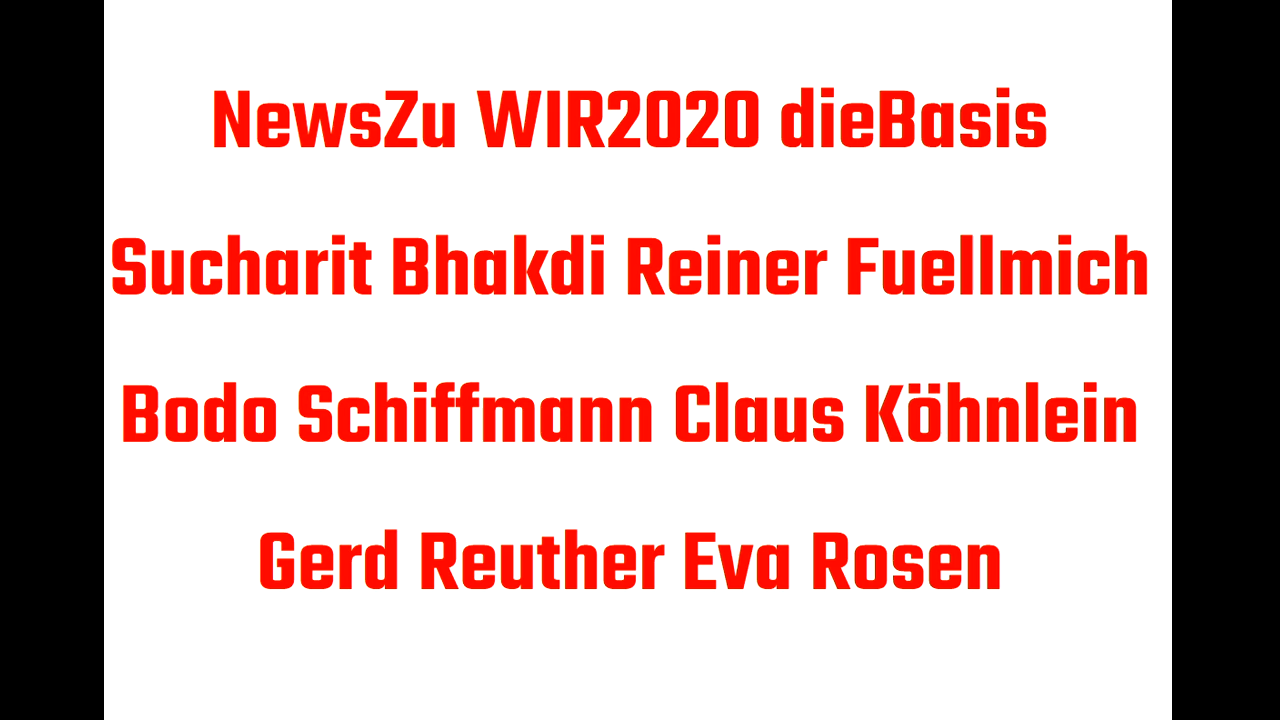 NewsZu WIR2020 dieBasis
Sucharit Bhakdi Reiner Fuellmich
Bodo Schiffmann Claus Köhnlein
Gerd Reuther Eva Rosen